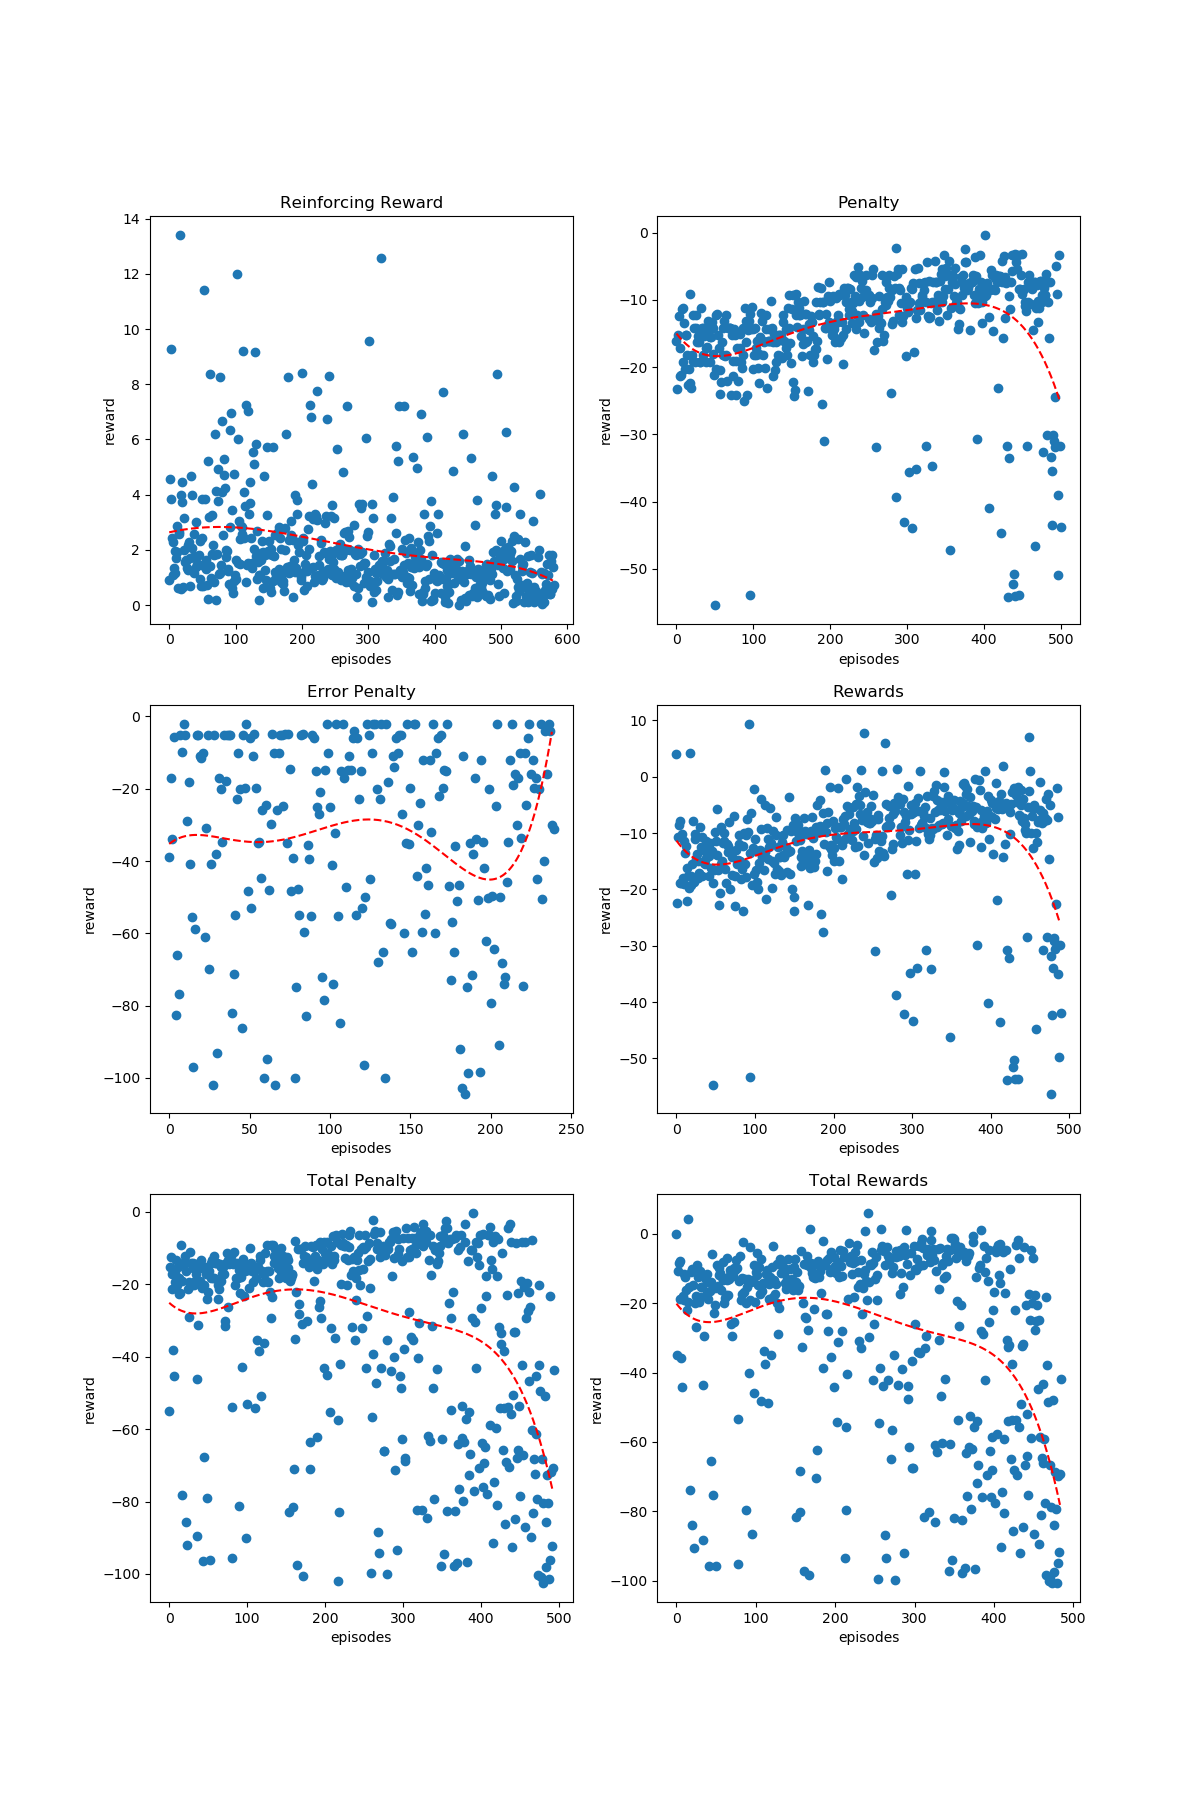 Reinforcing Reward
14
12
10
8
6
4
2
0
reward
0 100 200 300 400 500 600
episodes
Penalty
0
−10
−20
−30
−40
−50
reward
0 100 200 300 400 500
episodes
Error Penalty
0
−20
−40
−60
−80
−100
reward
0 50 100 150 200 250
episodes
Rewards
10
0
−10
−20
−30
−40
−50
reward
0 100 200 300 400 500
episodes
Total Penalty
0
−20
−40
−60
−80
−100
reward
0 100 200 300 400 500
episodes
Total Rewards
0
−20
−40
−60
−80
−100
reward
0 100 200 300 400 500
episodes